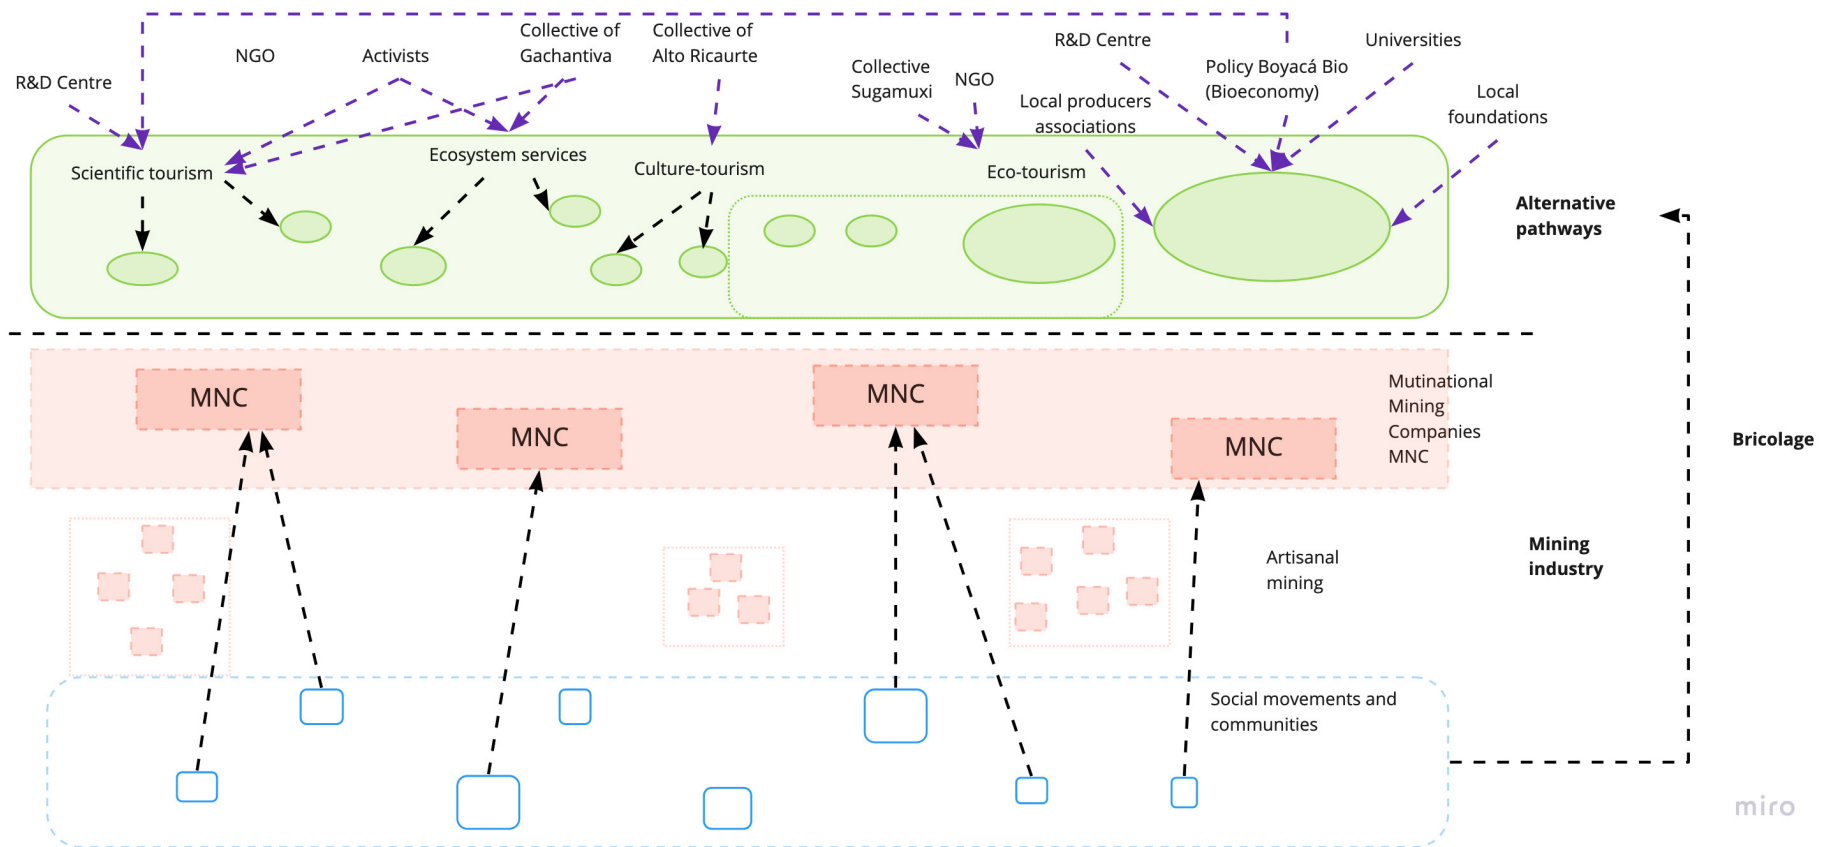 R&D Centre
NGO
Activists
Collective of
Gachantiva
Collective of
Alto Ricaurte
Collective
Sugamuxi
NGO
R&D Centre
Local producers
associations
Policy Boyacá Bio
(Bioeconomy)
Universities
Local
foundations
Scientific tourism
Ecosystem services
Culture-tourism
Eco-tourism
Alternative
pathways
MNC
MNC
MNC
MNC
Mutinational
Mining
Companies
MNC
Bricolage
Artisanal
mining
Mining
industry
Social movements and
communities
miro